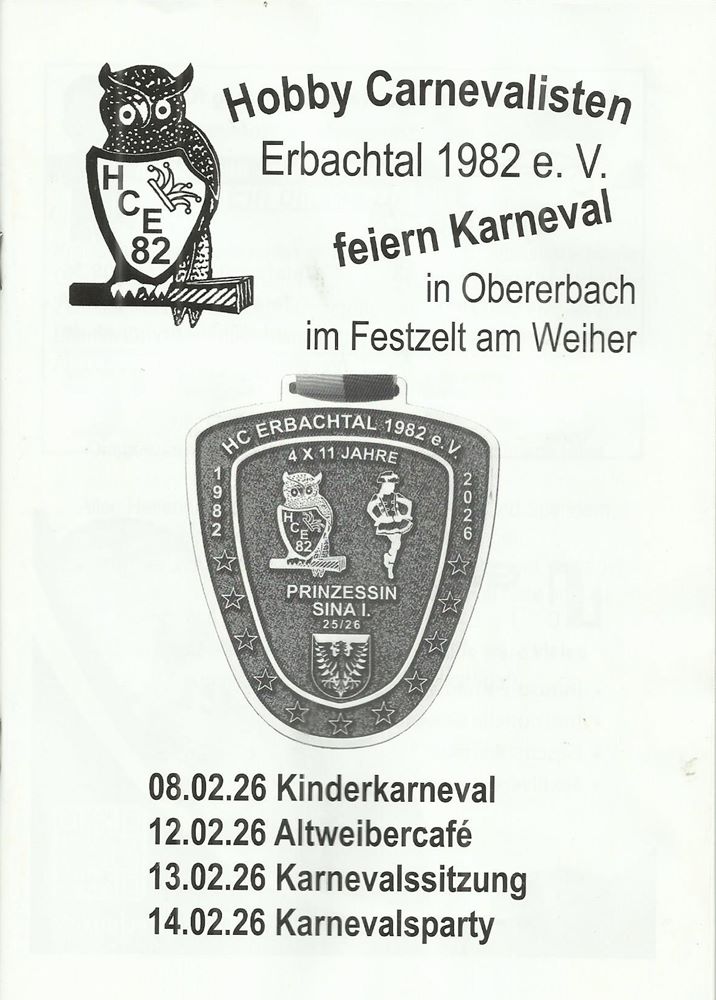 Hobby Carnevalisten
Erbachtal 1982 e. V.
feiern Karneval
in Obererbach
im Festzelt am Weiher
H
C
E
82
HC ERBACHTAL 1982 e.V.
4 X 11 JAHRE
1982
2026
H
C
E
82
PRINZESSIN
SINA I.
25/26
08.02.26 Kinderkarneval
12.02.26 Altweibercafé
13.02.26 Karnevalssitzung
14.02.26 Karnevalsparty